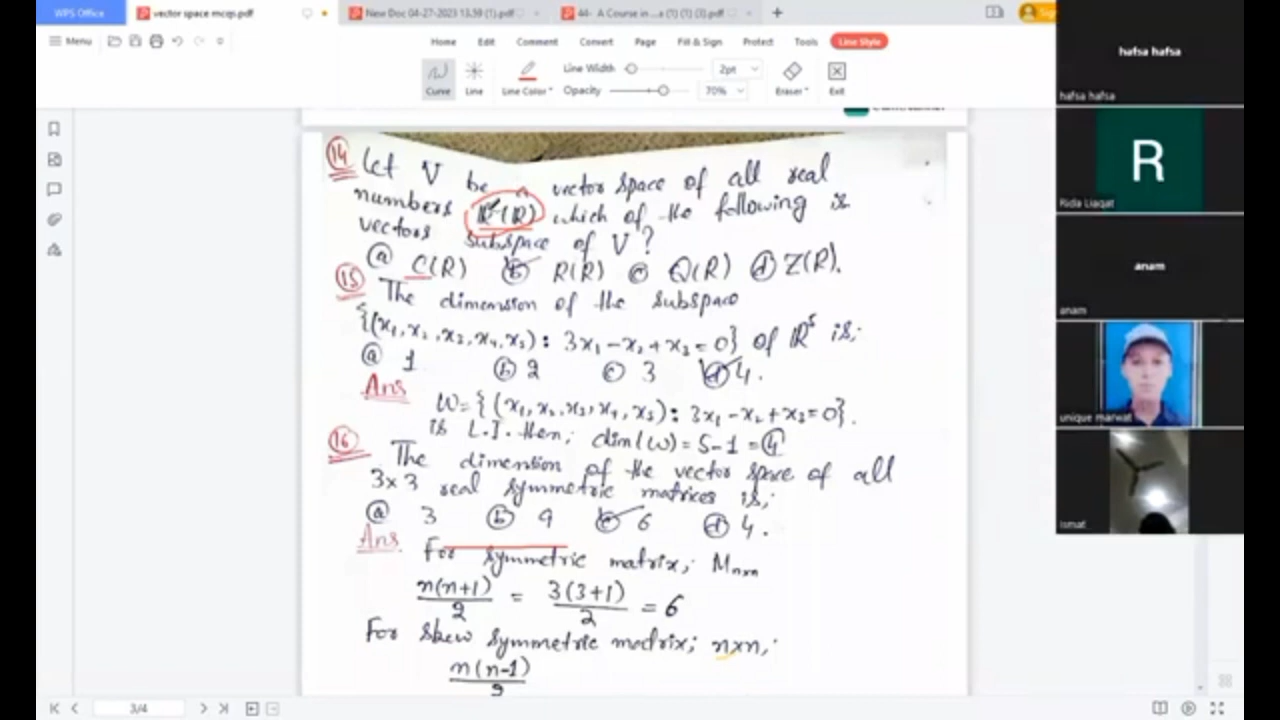 WPS Office
vector space mcqs.pdf
New Doc 04-27-2023 13.59 (1).pdf
44- A Course in ...a (1) (1) (3).pdf
Menu
Home Edit Comment Convert Page Fill & Sign Protect Tools Line Style
Curve Line Line Color Line Width 2pt Opacity 70% Eraser Exit
14 Let V be a vector space of all real
numbers R²(R) which of the following is
vectors subspace of V?
a C(R) b R(R) c Q(R) d Z(R).
15 The dimension of the subspace
{(x₁,x₂,x₃,x₄,x₅): 3x₁-x₂+x₃=0} of R⁵ is;
a 1 b 2 c 3 d 4.
Ans
W={(x₁,x₂,x₃,x₄,x₅): 3x₁-x₂+x₃=0}.
is L.I. then; dim(W)=5-1=4
16 The dimension of the vector space of all
3x3 real symmetric matrices is;
a 3 b 9 c 6 d 4.
Ans. For symmetric matrix; Mnxn
n(n+1)/2 = 3(3+1)/2 = 6
For skew symmetric matrix; nxn;
n(n-1)/2
3/4
hafsa hafsa
hafsa hafsa
R
Rida Liaqat
anam
anam
unique marwat
ismat